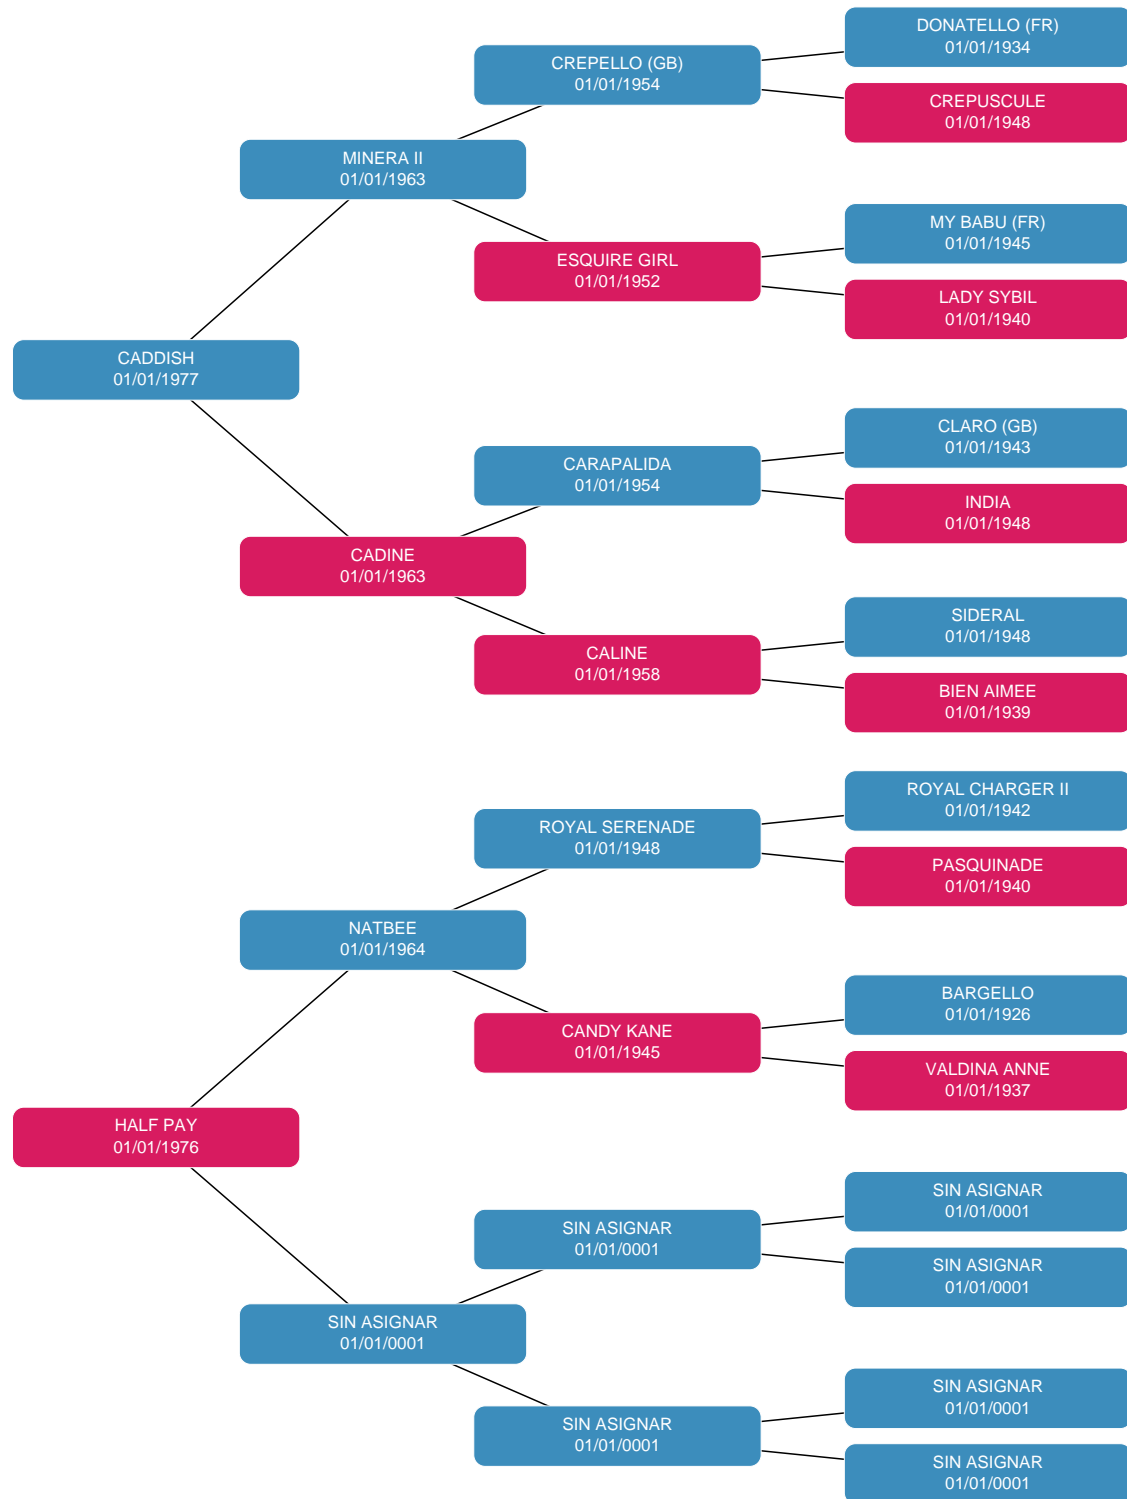 DONATELLO (FR)
01/01/1934
CREPELLO (GB)
01/01/1954
CREPUSCULE
01/01/1948
MINERA II
01/01/1963
MY BABU (FR)
01/01/1945
ESQUIRE GIRL
01/01/1952
LADY SYBIL
01/01/1940
CADDISH
01/01/1977
CLARO (GB)
01/01/1943
CARAPALIDA
01/01/1954
INDIA
01/01/1948
CADINE
01/01/1963
SIDERAL
01/01/1948
CALINE
01/01/1958
BIEN AIMEE
01/01/1939
ROYAL CHARGER II
01/01/1942
ROYAL SERENADE
01/01/1948
PASQUINADE
01/01/1940
NATBEE
01/01/1964
BARGELLO
01/01/1926
CANDY KANE
01/01/1945
VALDINA ANNE
01/01/1937
HALF PAY
01/01/1976
SIN ASIGNAR
01/01/0001
SIN ASIGNAR
01/01/0001
SIN ASIGNAR
01/01/0001
SIN ASIGNAR
01/01/0001
SIN ASIGNAR
01/01/0001
SIN ASIGNAR
01/01/0001
SIN ASIGNAR
01/01/0001